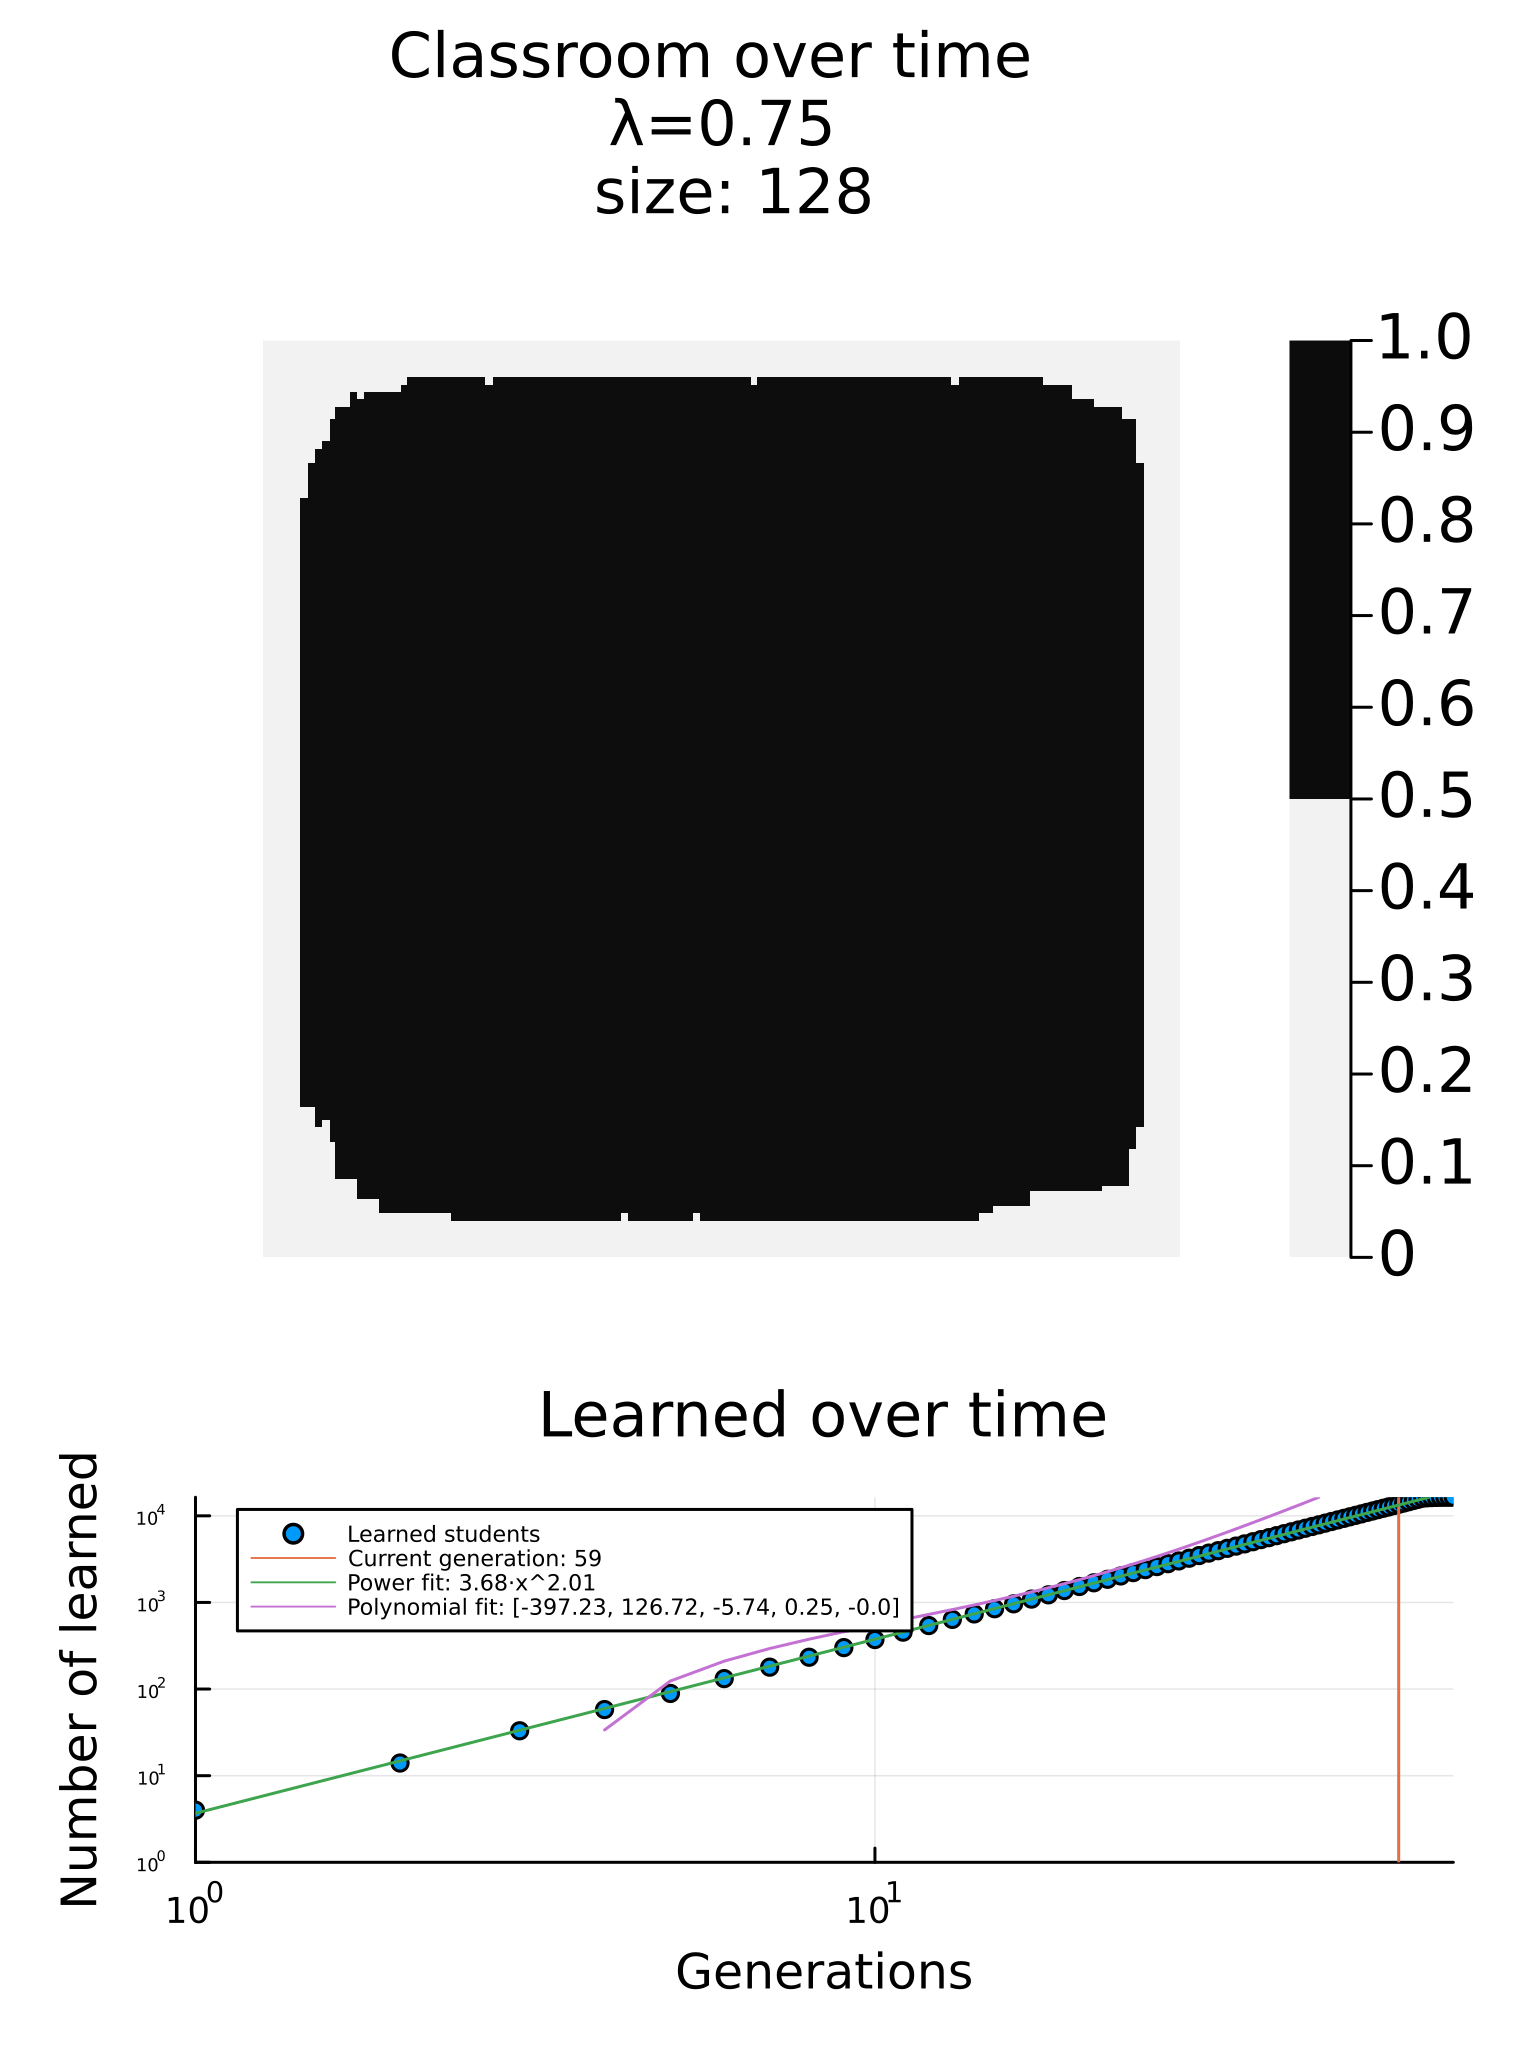 Classroom over time
λ=0.75
size: 128
1.0
0.9
0.8
0.7
0.6
0.5
0.4
0.3
0.2
0.1
0
Learned over time
Number of learned
10^4
10^3
10^2
10^1
10^0
Learned students
Current generation: 59
Power fit: 3.68·x^2.01
Polynomial fit: [-397.23, 126.72, -5.74, 0.25, -0.0]
10^0
10^1
Generations